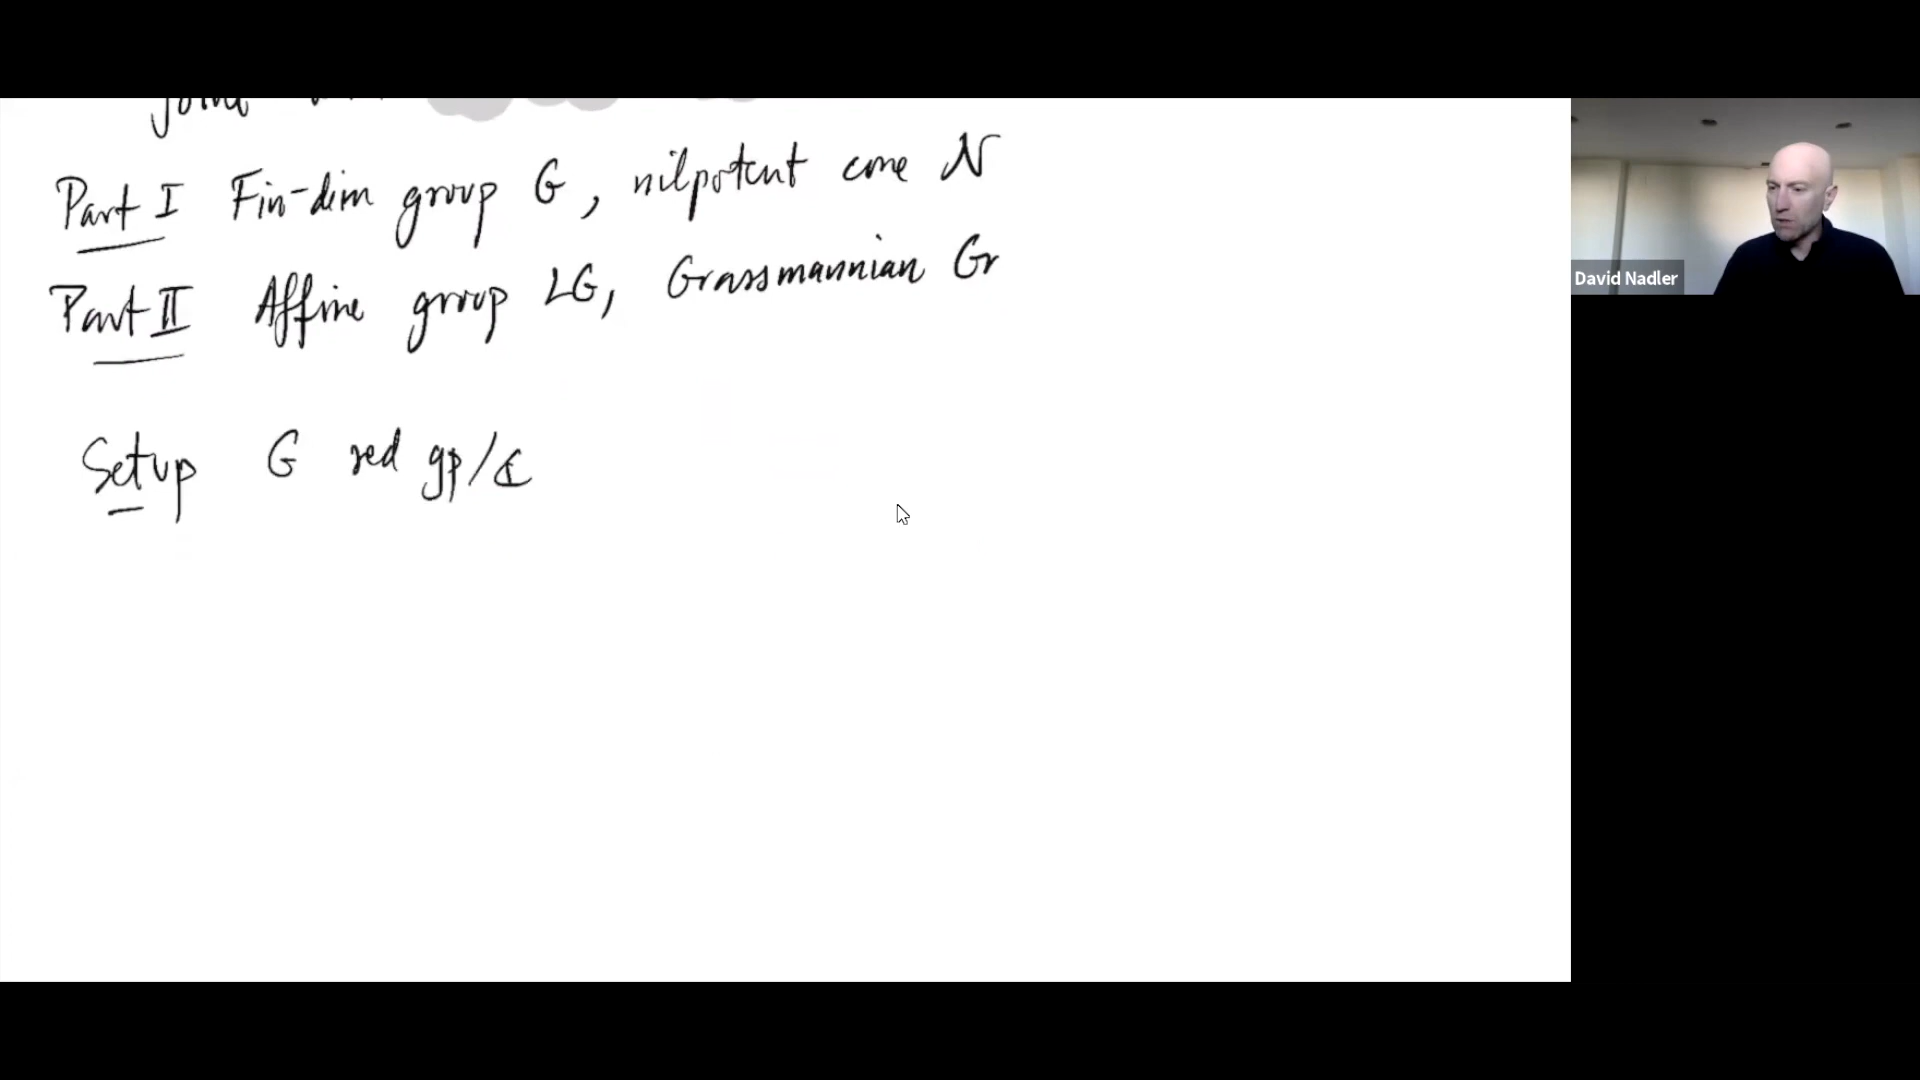 Part I Fin-dim group G, nilpotent cone N
Part II Affine group LG, Grassmannian Gr
Setup G red gp/ℂ
David Nadler